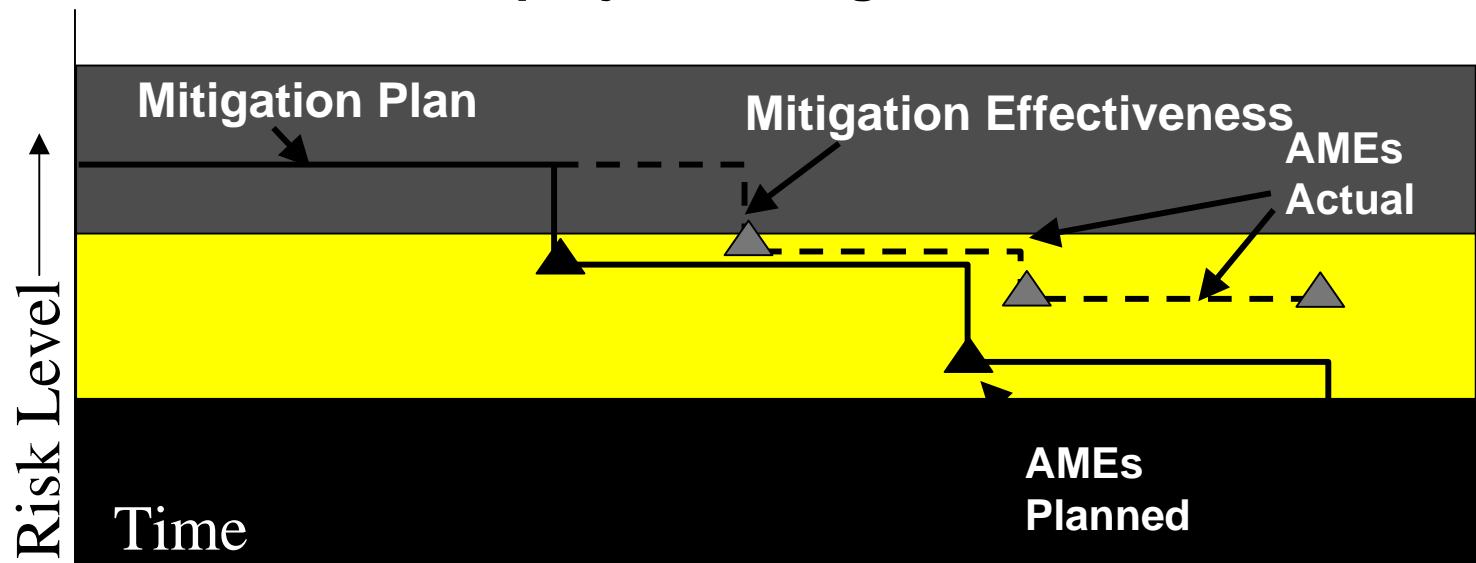 Mitigation Plan
Mitigation Effectiveness
AMEs
Actual
AMEs
Planned
Risk Level
Time